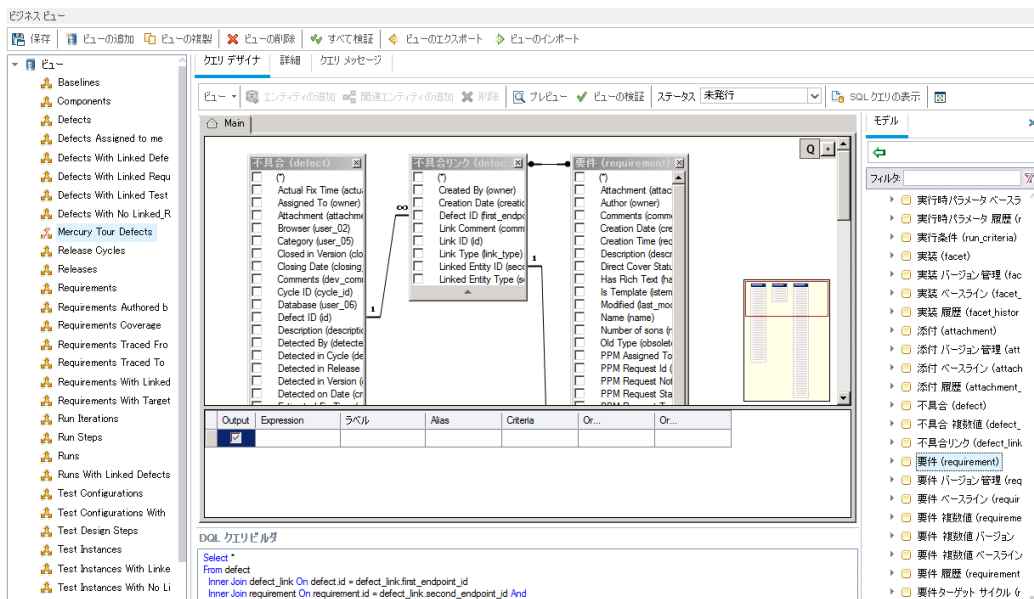 ビジネス ビュー
保存 ビューの追加 ビューの複製 ビューの削除 すべて検証 ビューのエクスポート ビューのインポート
ビュー
Baselines
Components
Defects
Defects Assigned to me
Defects With Linked Defe
Defects With Linked Requ
Defects With Linked Test
Defects With No Linked_R
Mercury Tour Defects
Release Cycles
Releases
Requirements
Requirements Authored b
Requirements Coverage
Requirements Traced Fro
Requirements Traced To
Requirements With Linked
Requirements With Target
Run Iterations
Run Steps
Runs
Runs With Linked Defects
Test Configurations
Test Configurations With
Test Design Steps
Test Instances
Test Instances With Linke
Test Instances With No Li
クエリ デザイナ 詳細 クエリ メッセージ
ビュー エンティティの追加 関連エンティティの追加 削除 プレビュー ビューの検証 ステータス 未発行 SQL クエリの表示
Main
Q
不具合 (defect)
(*)
Actual Fix Time (actu
Assigned To (owner)
Attachment (attachme
Browser (user_02)
Category (user_05)
Closed in Version (clo
Closing Date (closing_
Comments (dev_com
Cycle ID (cycle_id)
Database (user_06)
Defect ID (id)
Description (descriptio
Detected By (detecte
Detected in Cycle (de
Detected in Release
Detected in Version (
Detected on Date (cr
∞
1
不具合リンク (defec
(*)
Created By (owner)
Creation Date (creatic
Defect ID (first_endpo
Link Comment (comm
Link ID (id)
Link Type (link_type)
Linked Entity ID (seco
Linked Entity Type (s
1
要件 (requirement)
(*)
Attachment (attac
Author (owner)
Comments (comm
Creation Date (cre
Creation Time (rec
Description (descr
Direct Cover Statu
Has Rich Text (ha
Is Template (istem
Modified (last_moc
Name (name)
Number of sons (r
Old Type (obsolet
PPM Assigned To
PPM Request Id (
PPM Request Not
PPM Request Sta
Output Expression ラベル Alias Criteria Or... Or...
DQL クエリビルダ
Select *
From defect
Inner Join defect_link On defect.id = defect_link.first_endpoint_id
Inner Join requirement On requirement.id = defect_link.second_endpoint_id And
モデル
フィルタ:
実行時パラメータ ベースラ
実行時パラメータ 履歴 (r
実行条件 (run_criteria)
実装 (facet)
実装 バージョン管理 (fac
実装 ベースライン (facet_
実装 履歴 (facet_histor
添付 (attachment)
添付 バージョン管理 (att
添付 ベースライン (attach
添付 履歴 (attachment_
不具合 (defect)
不具合 複数値 (defect_
不具合リンク (defect_link
要件 (requirement)
要件 バージョン管理 (req
要件 ベースライン (requir
要件 複数値 (requireme
要件 複数値 バージョン
要件 複数値 ベースライン
要件 履歴 (requirement
要件ターゲット サイクル (r